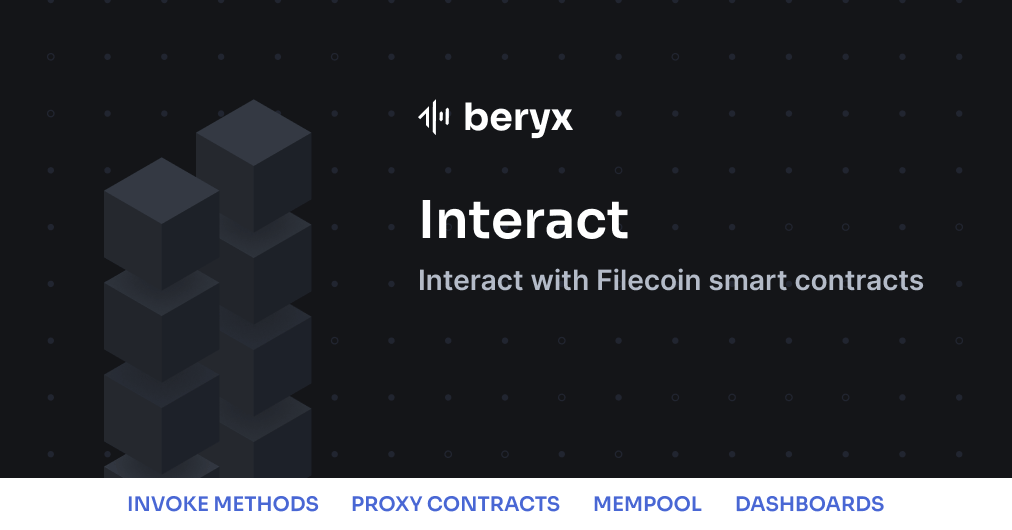 beryx
Interact
Interact with Filecoin smart contracts
INVOKE METHODS PROXY CONTRACTS MEMPOOL DASHBOARDS